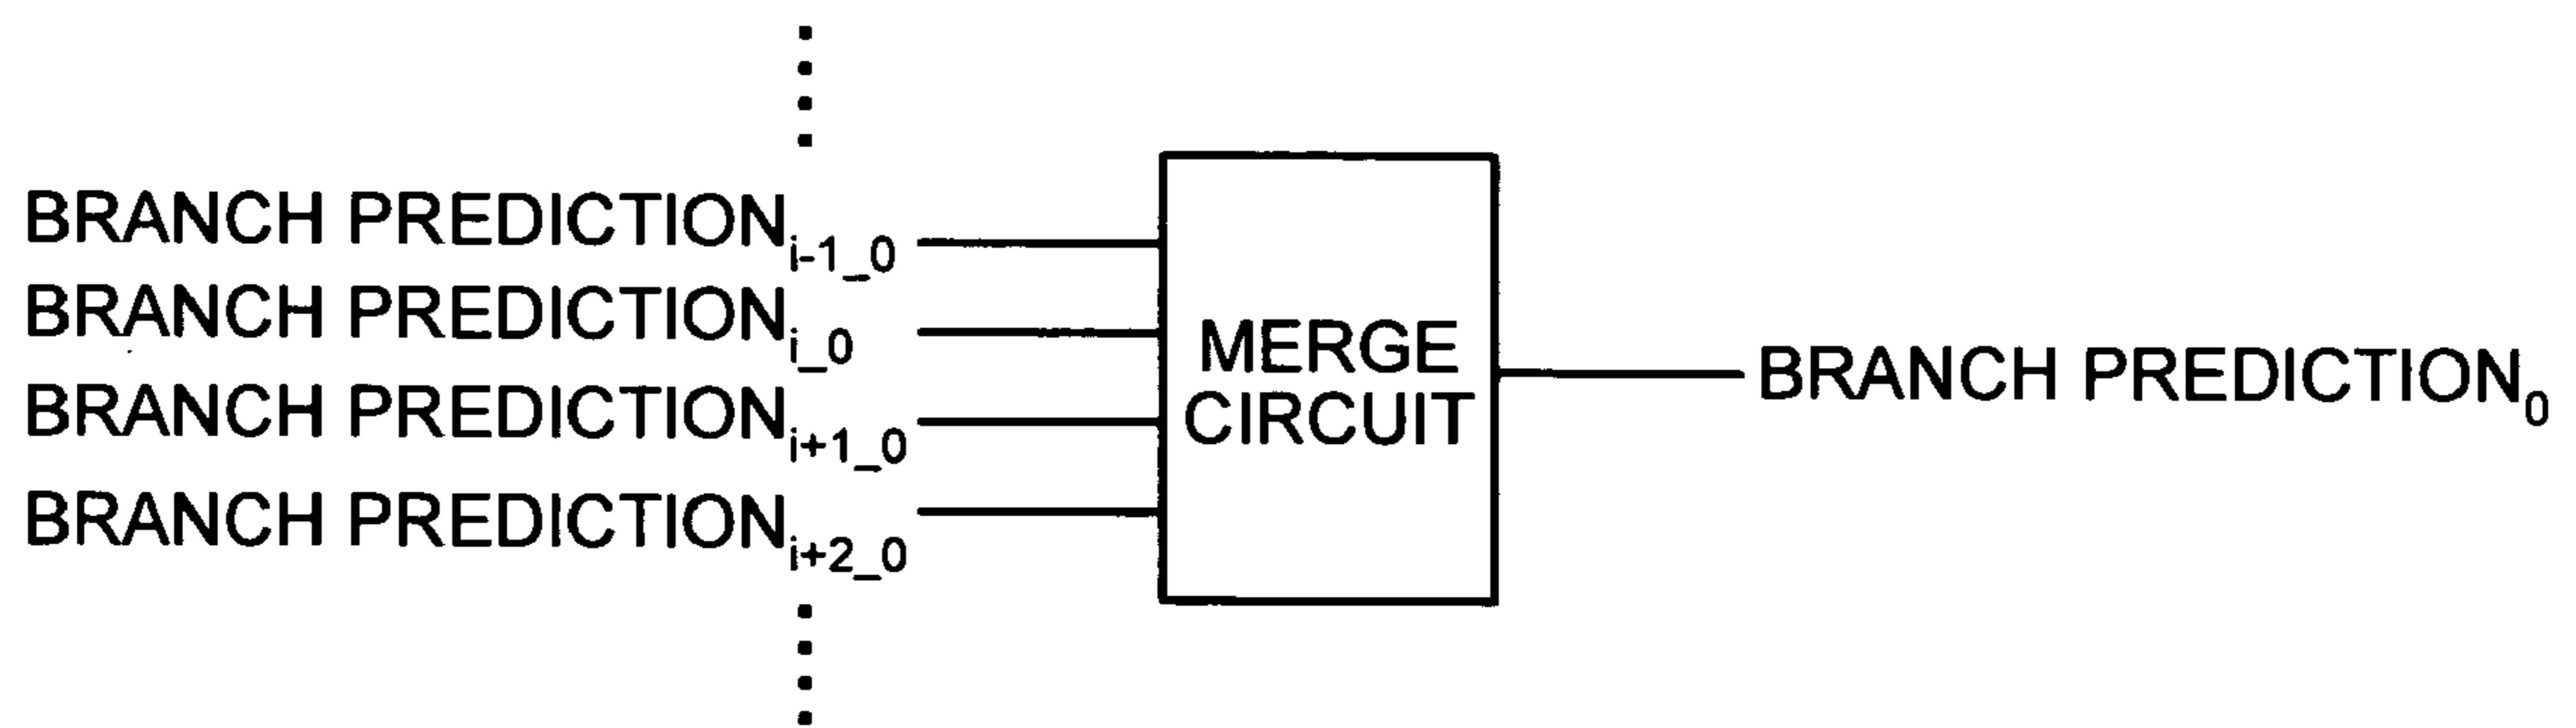 BRANCH PREDICTIONi-1_0
BRANCH PREDICTIONi_0
BRANCH PREDICTIONi+1_0
BRANCH PREDICTIONi+2_0
MERGE
CIRCUIT
BRANCH PREDICTION0